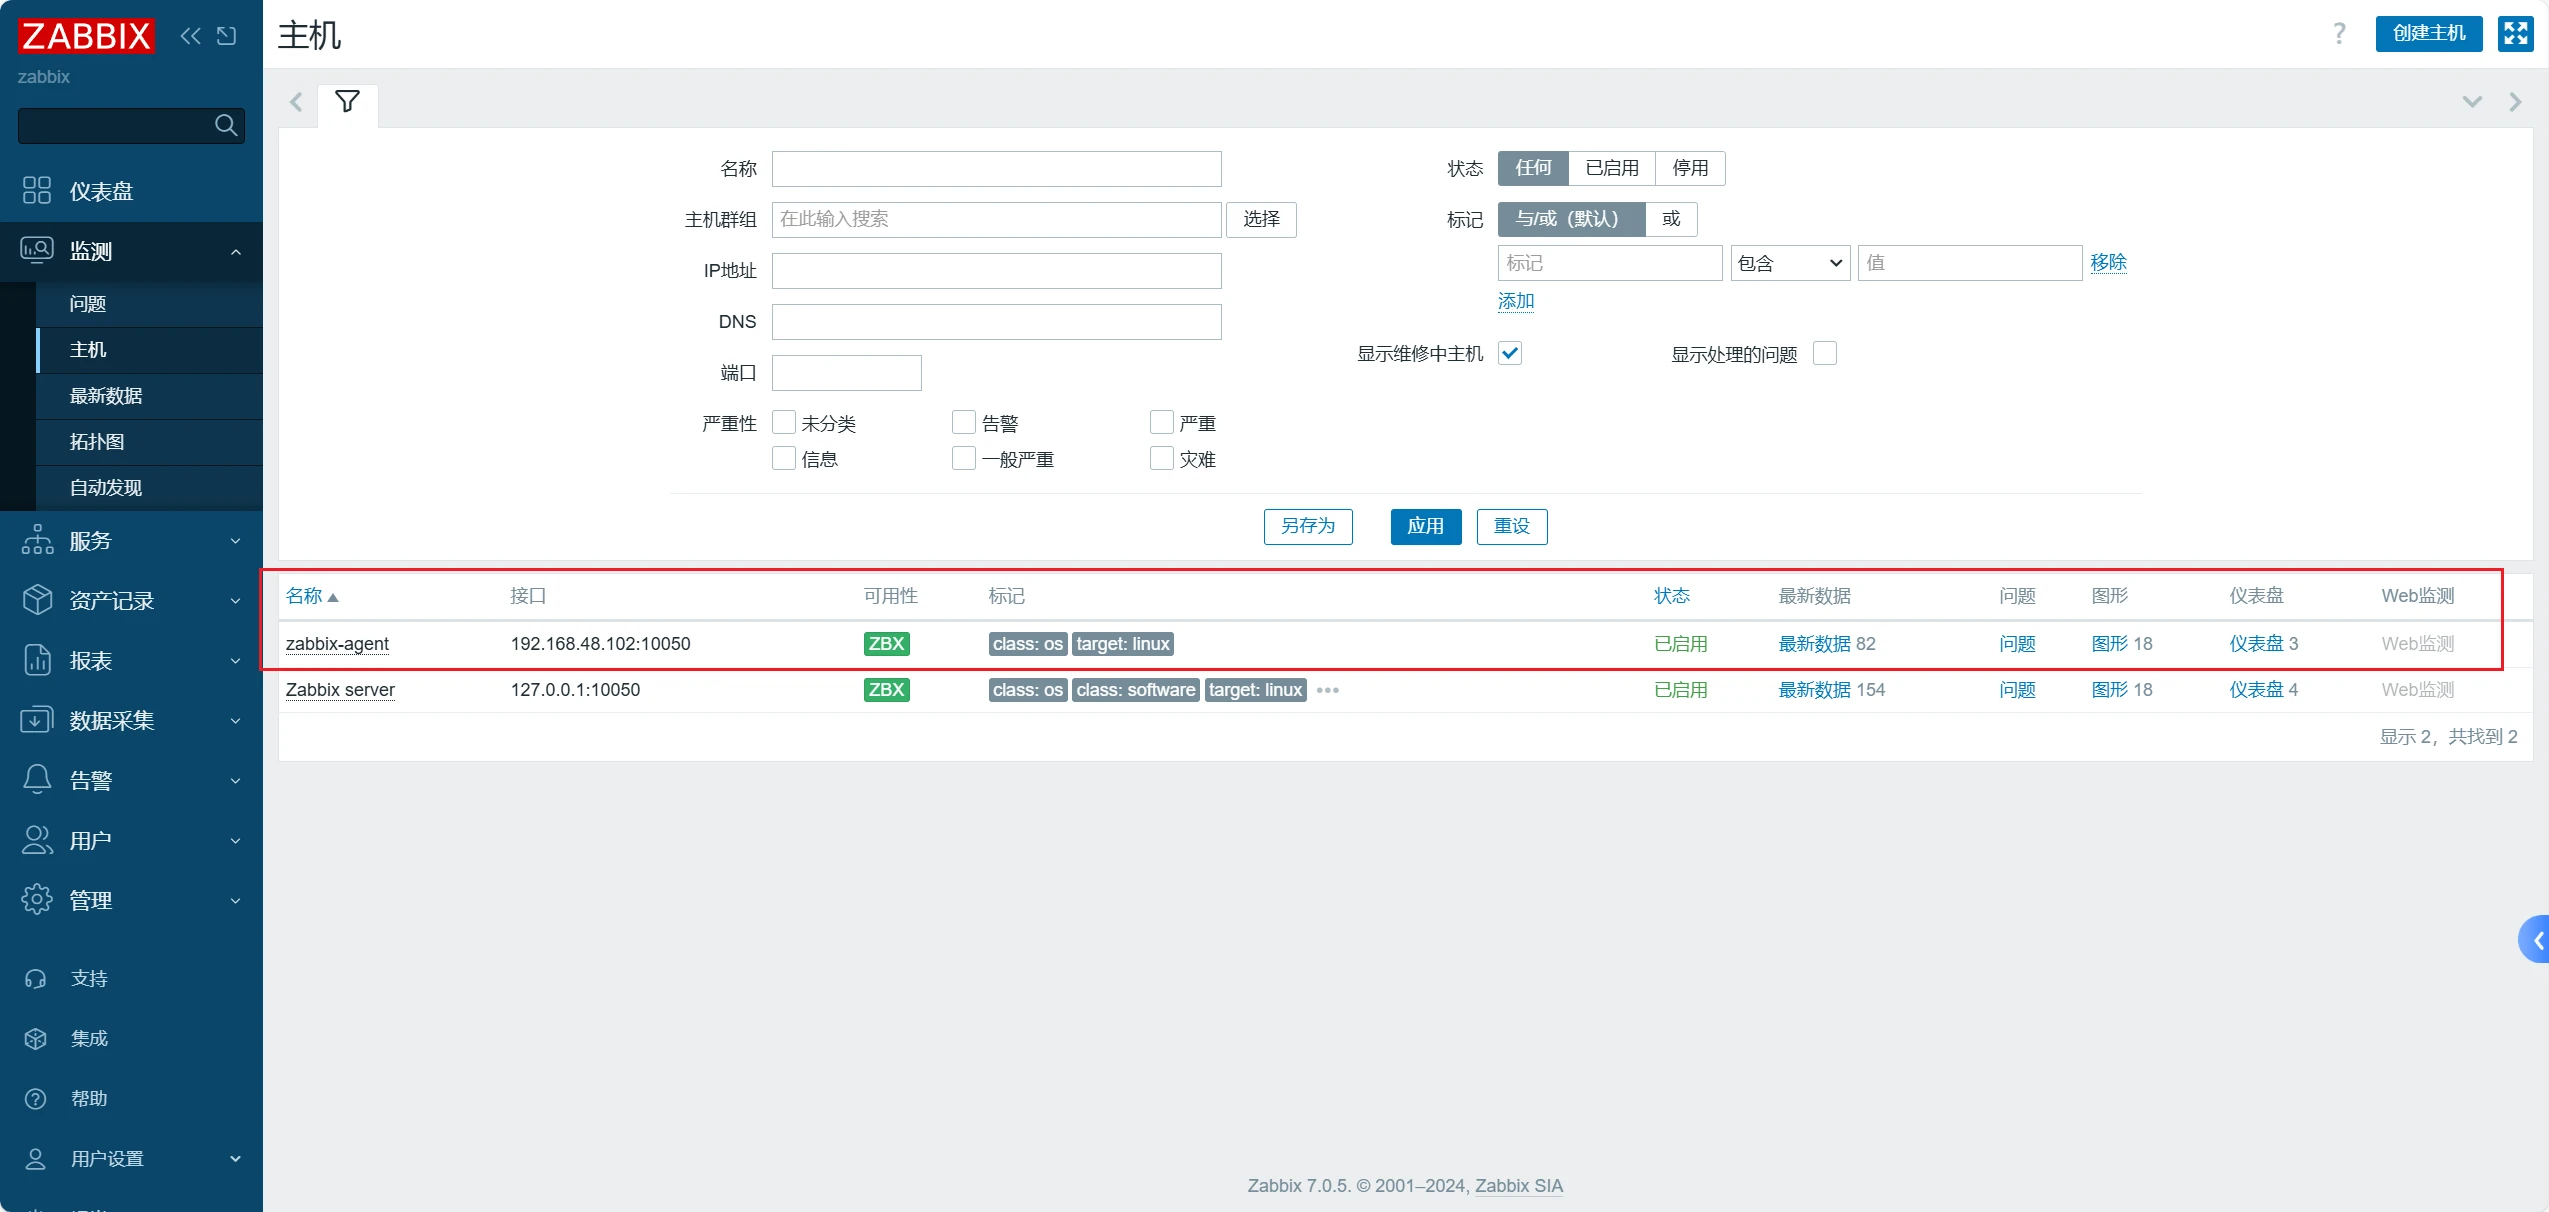 ZABBIX
zabbix
仪表盘
监测
问题
主机
最新数据
拓扑图
自动发现
服务
资产记录
报表
数据采集
告警
用户
管理
支持
集成
帮助
用户设置
主机
? 创建主机
名称
主机群组 在此输入搜索 选择
IP地址
DNS
端口
严重性 未分类 告警 严重
信息 一般严重 灾难
状态 任何 已启用 停用
标记 与/或（默认） 或
标记 包含 值 移除
添加
显示维修中主机 显示处理的问题
另存为 应用 重设
名称 接口 可用性 标记 状态 最新数据 问题 图形 仪表盘 Web监测
zabbix-agent 192.168.48.102:10050 ZBX class: os target: linux 已启用 最新数据 82 问题 图形 18 仪表盘 3 Web监测
Zabbix server 127.0.0.1:10050 ZBX class: os class: software target: linux ••• 已启用 最新数据 154 问题 图形 18 仪表盘 4 Web监测
显示 2，共找到 2
Zabbix 7.0.5. © 2001–2024, Zabbix SIA